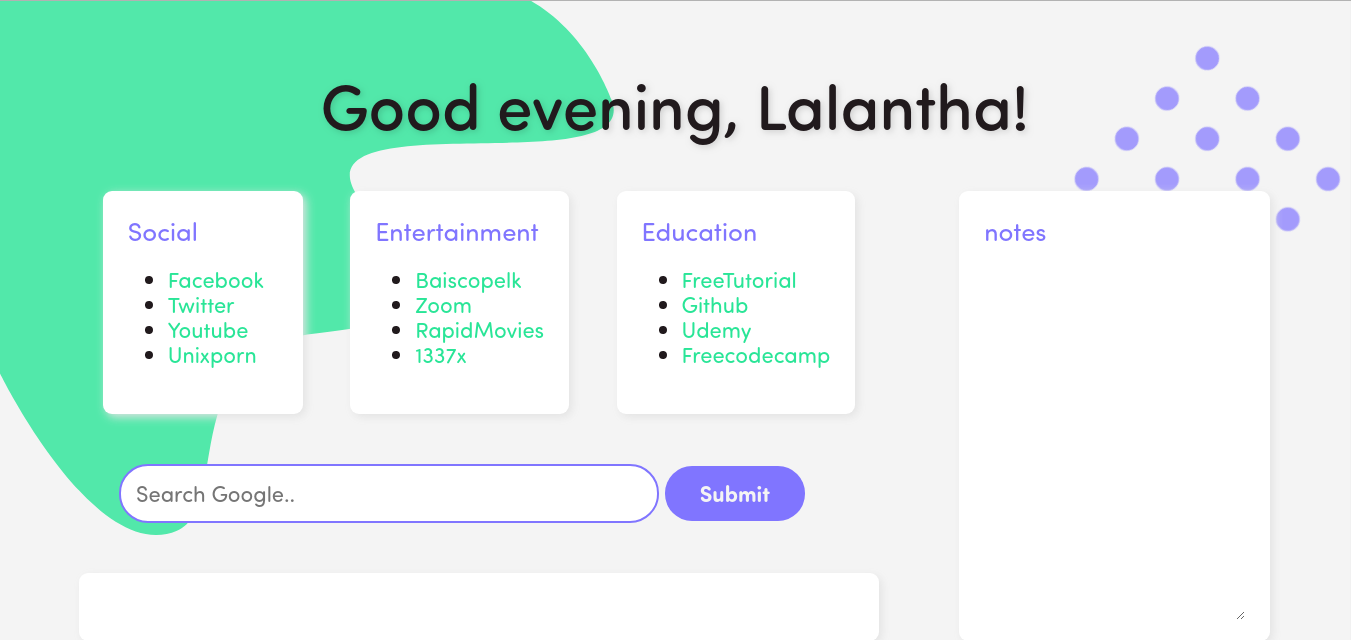 Good evening, Lalantha!
Social
Facebook
Twitter
Youtube
Unixporn
Entertainment
Baiscopelk
Zoom
RapidMovies
1337x
Education
FreeTutorial
Github
Udemy
Freecodecamp
notes
Search Google..
Submit